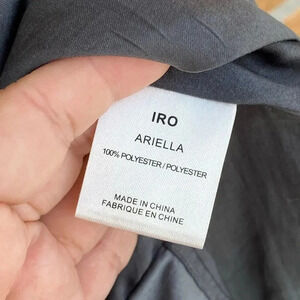 IRO
ARIELLA
100% POLYESTER / POLYESTER
MADE IN CHINA
FABRIQUE EN CHINE